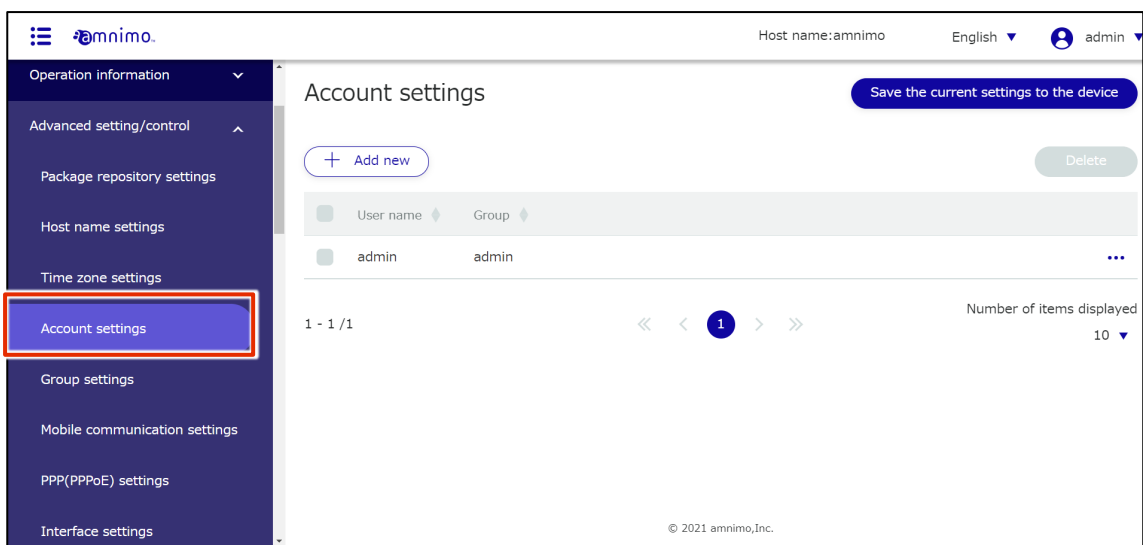 amnimo
Host name:amnimo
English ▼
admin ▼
Operation information
Advanced setting/control
Package repository settings
Host name settings
Time zone settings
Account settings
Group settings
Mobile communication settings
PPP(PPPoE) settings
Interface settings
Account settings
Save the current settings to the device
+ Add new
Delete
User name
Group
admin
admin
•••
1 - 1 /1
≪ < 1 > ≫
Number of items displayed
10 ▼
© 2021 amnimo,Inc.